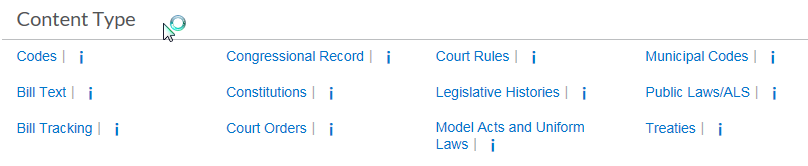 Content Type
Codes | i Congressional Record | i Court Rules | i Municipal Codes | i
Bill Text | i Constitutions | i Legislative Histories | i Public Laws/ALS | i
Bill Tracking | i Court Orders | i Model Acts and Uniform Treaties | i
Laws | i